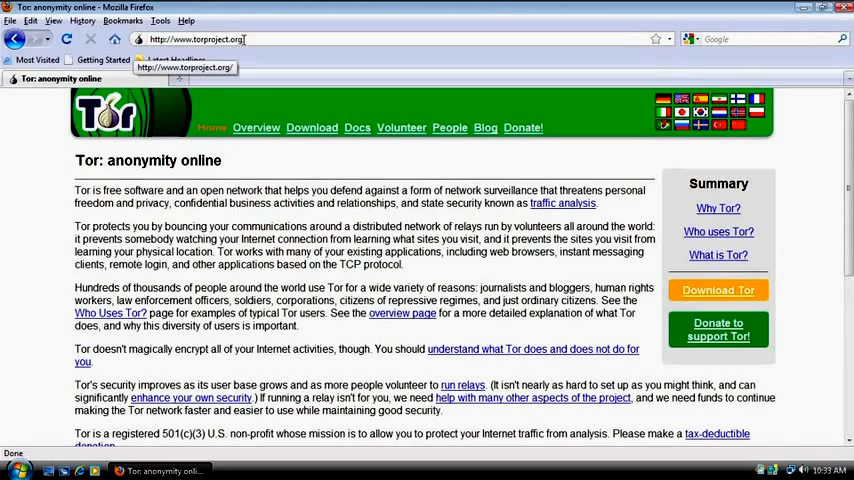 Tor: anonymity online - Mozilla Firefox
File Edit View History Bookmarks Tools Help
http://www.torproject.org
Google
Most Visited Getting Started Latest Headlines
http://www.torproject.org/
Tor: anonymity online
Tor
Home Overview Download Docs Volunteer People Blog Donate!
Tor: anonymity online
Tor is free software and an open network that helps you defend against a form of network surveillance that threatens personal
freedom and privacy, confidential business activities and relationships, and state security known as traffic analysis.
Tor protects you by bouncing your communications around a distributed network of relays run by volunteers all around the world:
it prevents somebody watching your Internet connection from learning what sites you visit, and it prevents the sites you visit from
learning your physical location. Tor works with many of your existing applications, including web browsers, instant messaging
clients, remote login, and other applications based on the TCP protocol.
Hundreds of thousands of people around the world use Tor for a wide variety of reasons: journalists and bloggers, human rights
workers, law enforcement officers, soldiers, corporations, citizens of repressive regimes, and just ordinary citizens. See the
Who Uses Tor? page for examples of typical Tor users. See the overview page for a more detailed explanation of what Tor
does, and why this diversity of users is important.
Tor doesn't magically encrypt all of your Internet activities, though. You should understand what Tor does and does not do for
you.
Tor's security improves as its user base grows and as more people volunteer to run relays. (It isn't nearly as hard to set up as you might think, and can
significantly enhance your own security.) If running a relay isn't for you, we need help with many other aspects of the project, and we need funds to continue
making the Tor network faster and easier to use while maintaining good security.
Tor is a registered 501(c)(3) U.S. non-profit whose mission is to allow you to protect your Internet traffic from analysis. Please make a tax-deductible
donation.
Summary
Why Tor?
Who uses Tor?
What is Tor?
Download Tor
Donate to
support Tor!
Done
Tor: anonymity onli...
10:33 AM